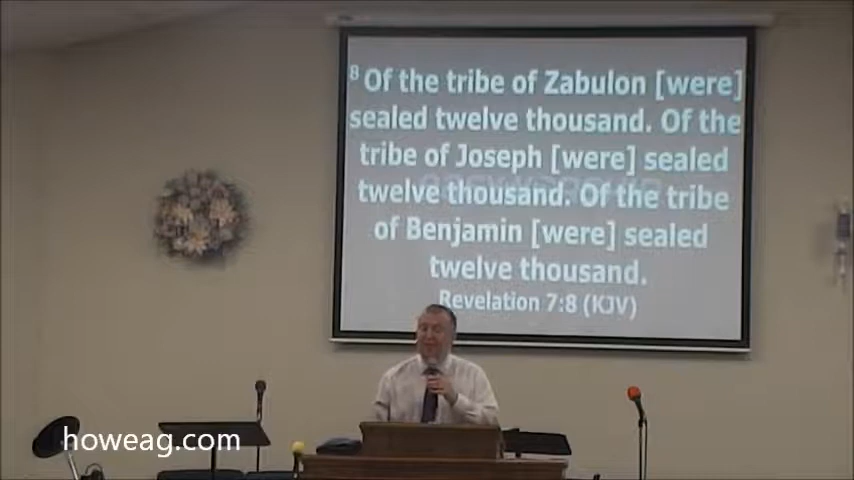 8 Of the tribe of Zabulon [were]
sealed twelve thousand. Of the
tribe of Joseph [were] sealed
twelve thousand. Of the tribe
of Benjamin [were] sealed
twelve thousand.
Revelation 7:8 (KJV)
howeag.com